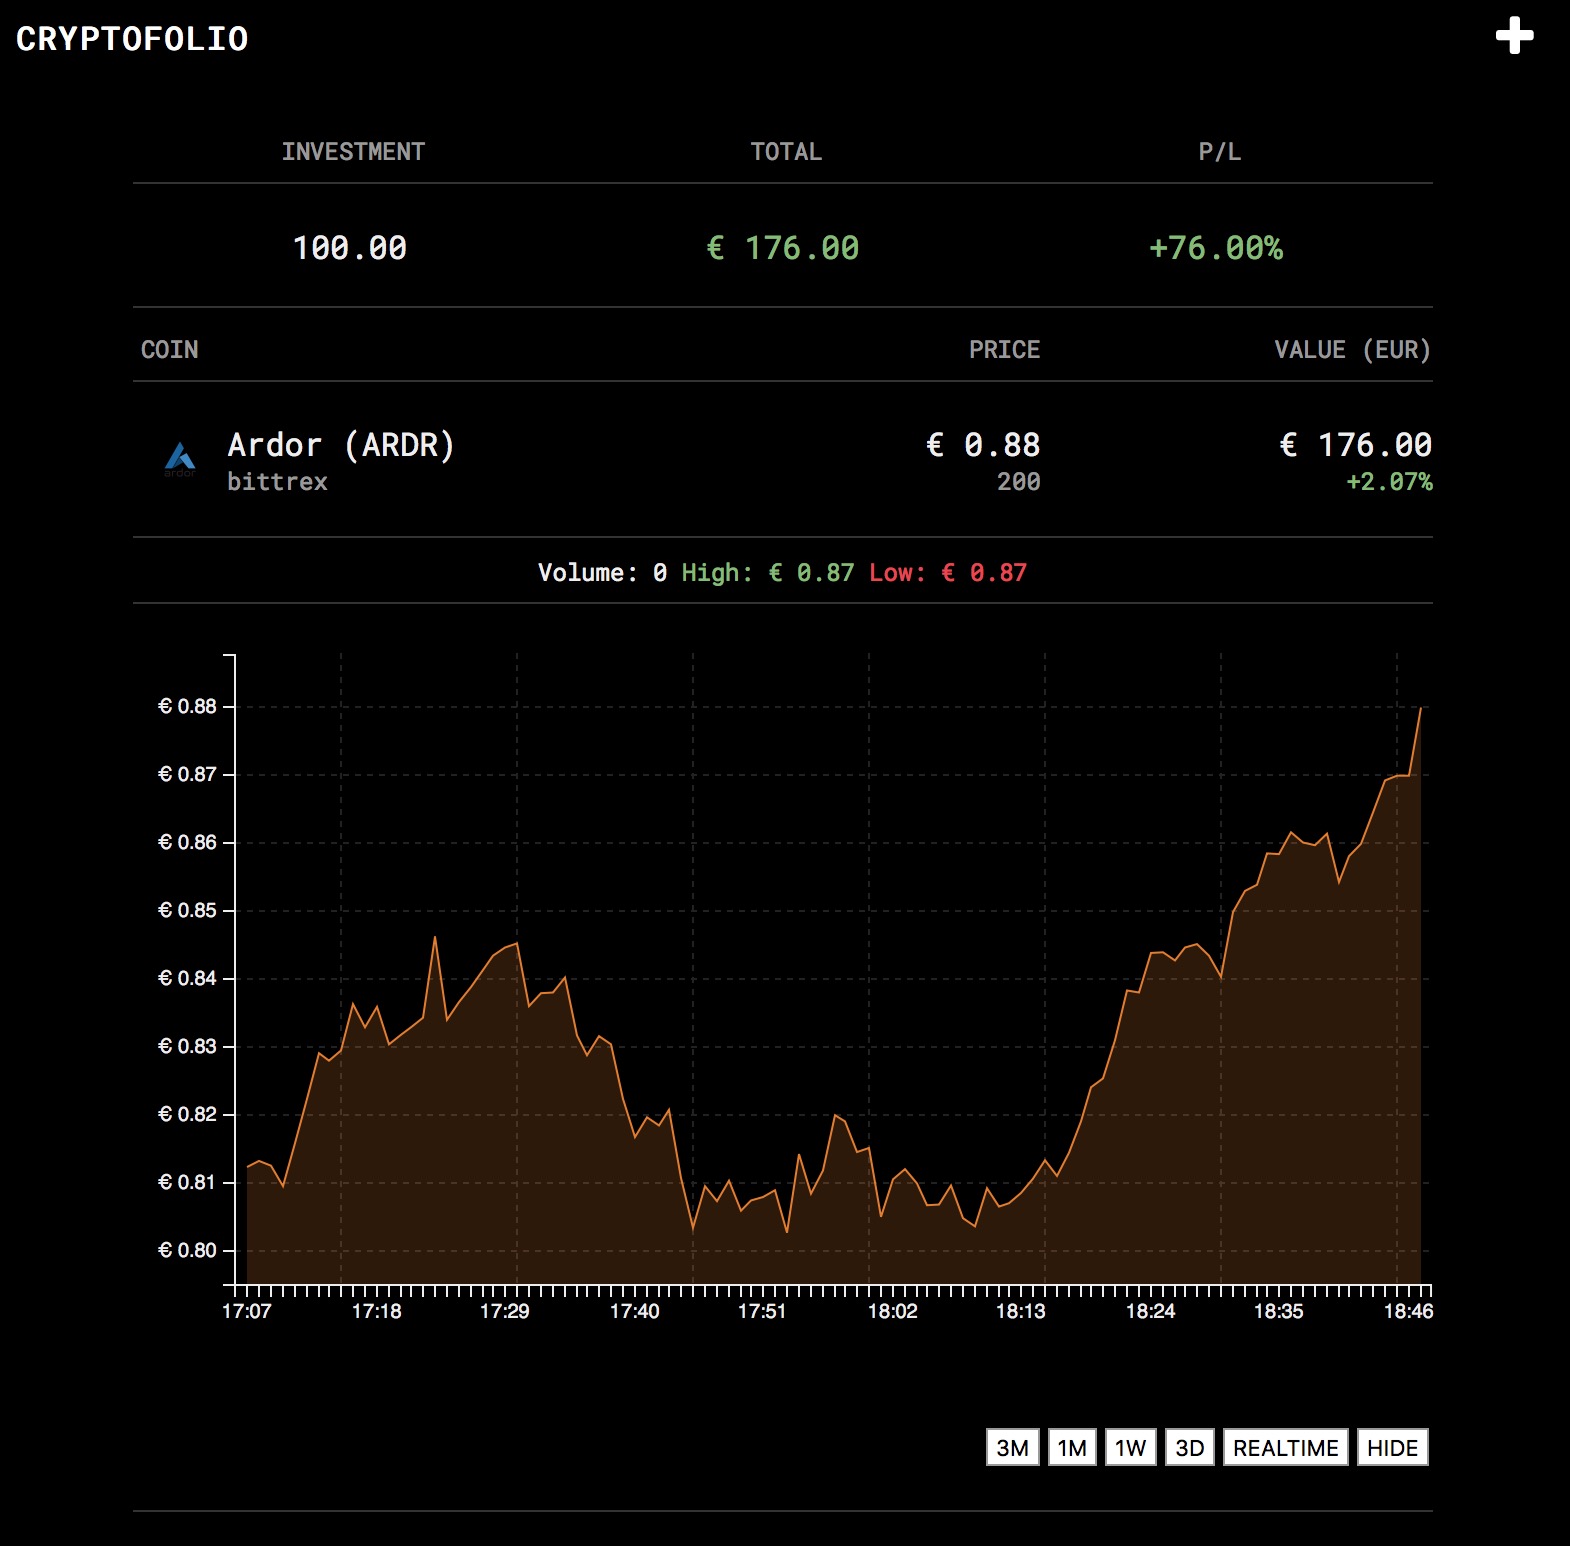 CRYPTOFOLIO
INVESTMENT TOTAL P/L
100.00 € 176.00 +76.00%
COIN PRICE VALUE (EUR)
Ardor (ARDR) € 0.88 € 176.00
ardor
bittrex 200 +2.07%
Volume: 0 High: € 0.87 Low: € 0.87
€ 0.88
€ 0.87
€ 0.86
€ 0.85
€ 0.84
€ 0.83
€ 0.82
€ 0.81
€ 0.80
17:07 17:18 17:29 17:40 17:51 18:02 18:13 18:24 18:35 18:46
3M 1M 1W 3D REALTIME HIDE